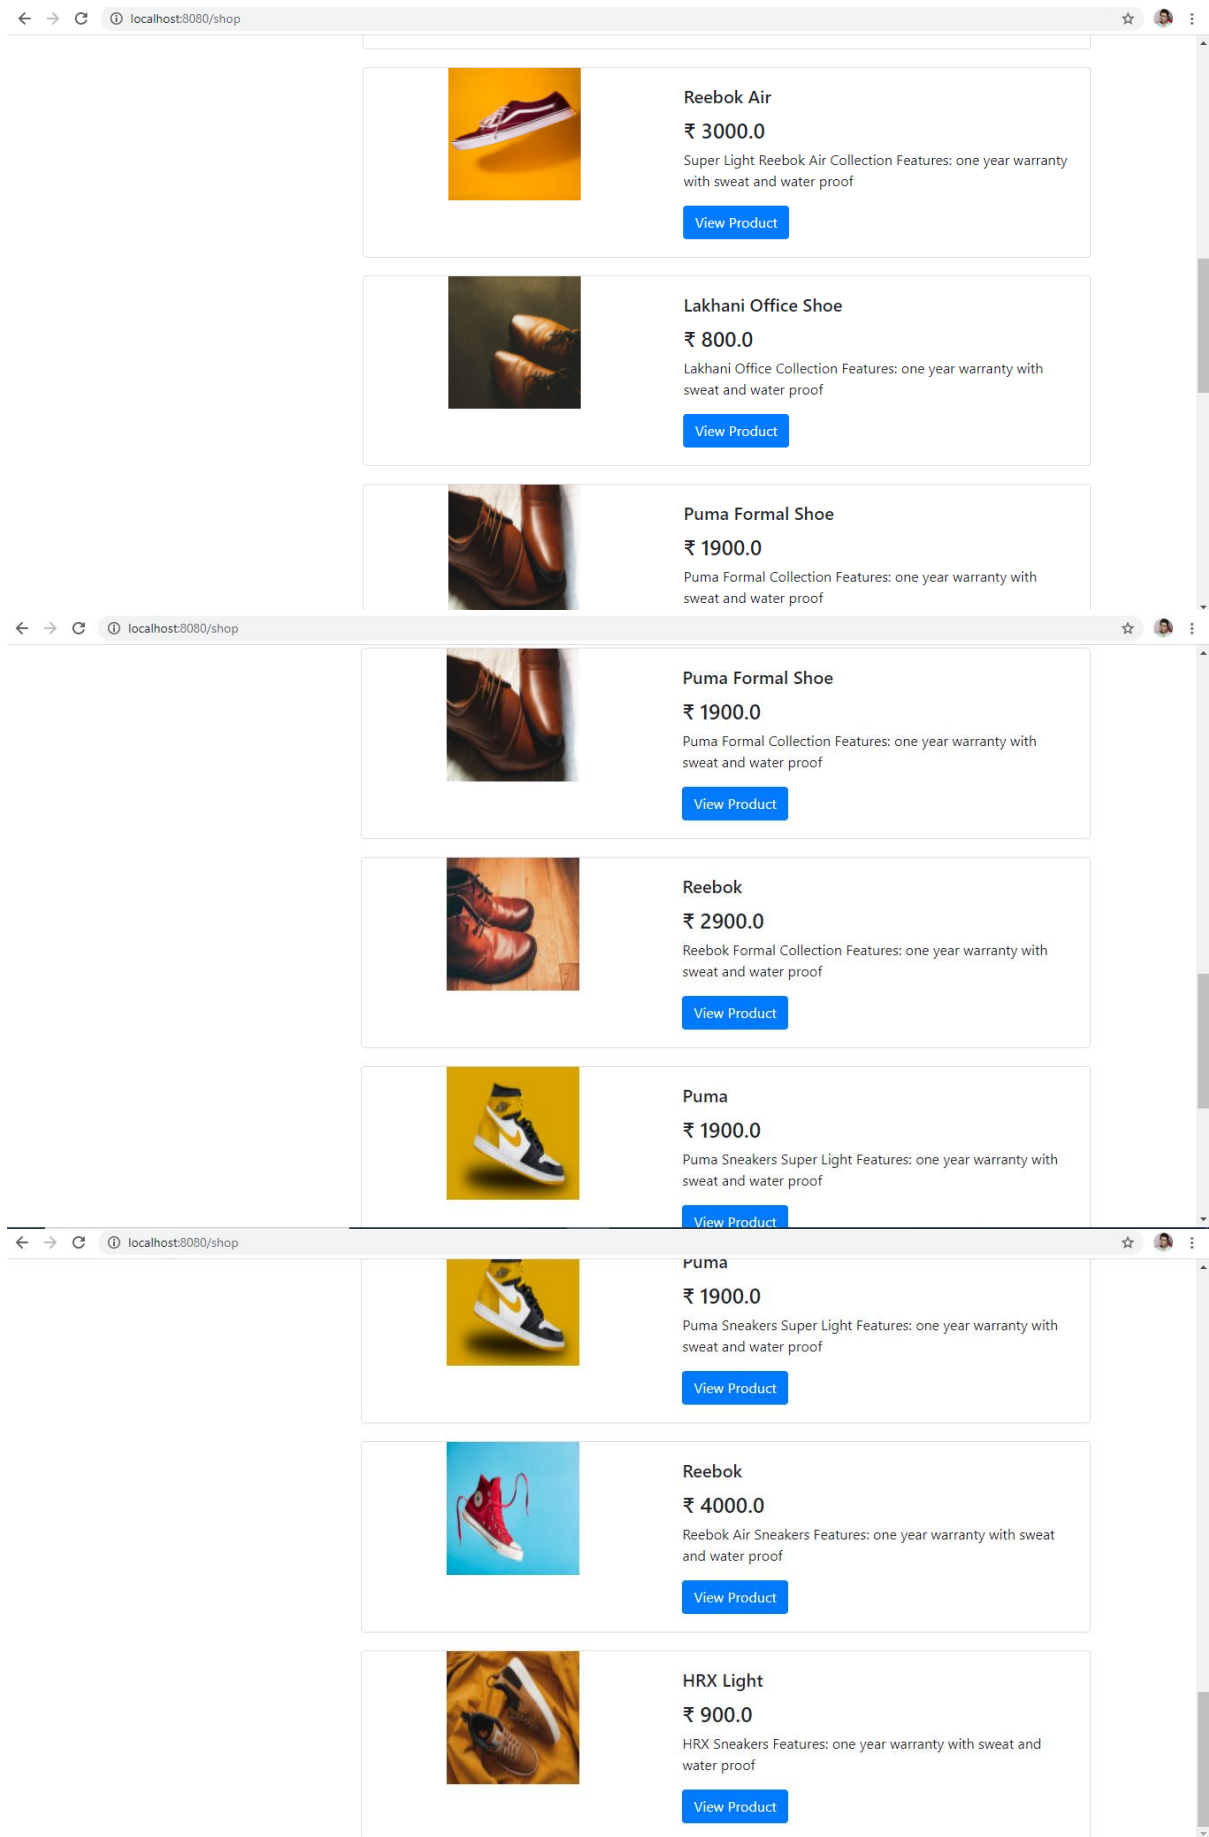 localhost:8080/shop
Reebok Air
₹ 3000.0
Super Light Reebok Air Collection Features: one year warranty
with sweat and water proof
View Product
Lakhani Office Shoe
₹ 800.0
Lakhani Office Collection Features: one year warranty with
sweat and water proof
View Product
Puma Formal Shoe
₹ 1900.0
Puma Formal Collection Features: one year warranty with
sweat and water proof
localhost:8080/shop
Puma Formal Shoe
₹ 1900.0
Puma Formal Collection Features: one year warranty with
sweat and water proof
View Product
Reebok
₹ 2900.0
Reebok Formal Collection Features: one year warranty with
sweat and water proof
View Product
Puma
₹ 1900.0
Puma Sneakers Super Light Features: one year warranty with
sweat and water proof
View Product
localhost:8080/shop
Puma
₹ 1900.0
Puma Sneakers Super Light Features: one year warranty with
sweat and water proof
View Product
Reebok
₹ 4000.0
Reebok Air Sneakers Features: one year warranty with sweat
and water proof
View Product
HRX Light
₹ 900.0
HRX Sneakers Features: one year warranty with sweat and
water proof
View Product